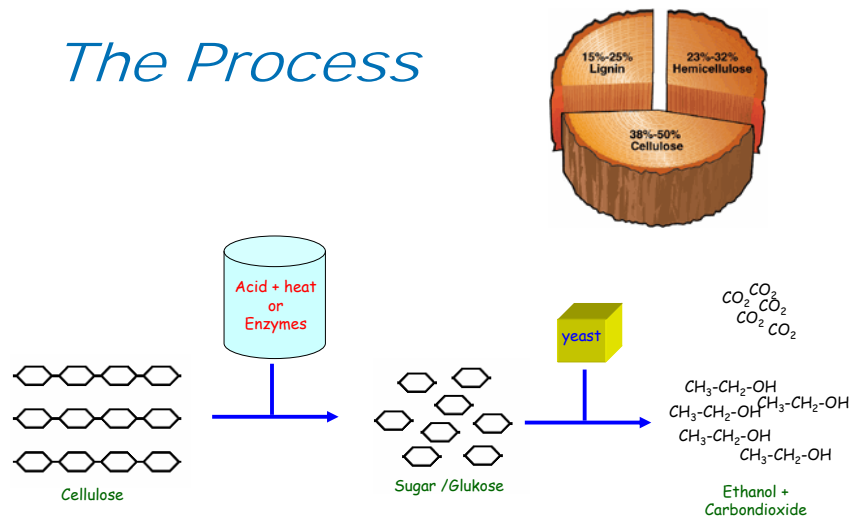 The Process
15%-25%
Lignin
23%-32%
Hemicellulose
38%-50%
Cellulose
Acid + heat
or
Enzymes
yeast
CO₂
CO₂
CO₂
CO₂
CO₂
CH₃-CH₂-OH
CH₃-CH₂-OH
CH₃-CH₂-OH
CH₃-CH₂-OH
CH₃-CH₂-OH
Cellulose
Sugar /Glukose
Ethanol +
Carbondioxide